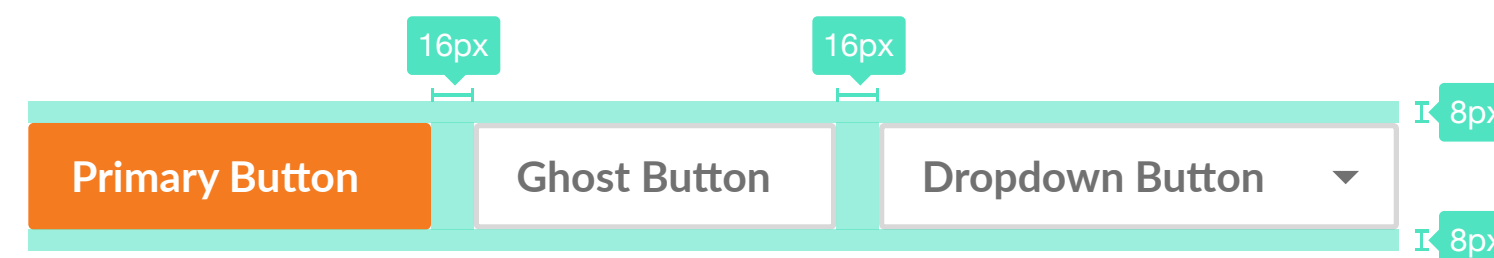 16px
16px
8px
Primary Button
Ghost Button
Dropdown Button
8px